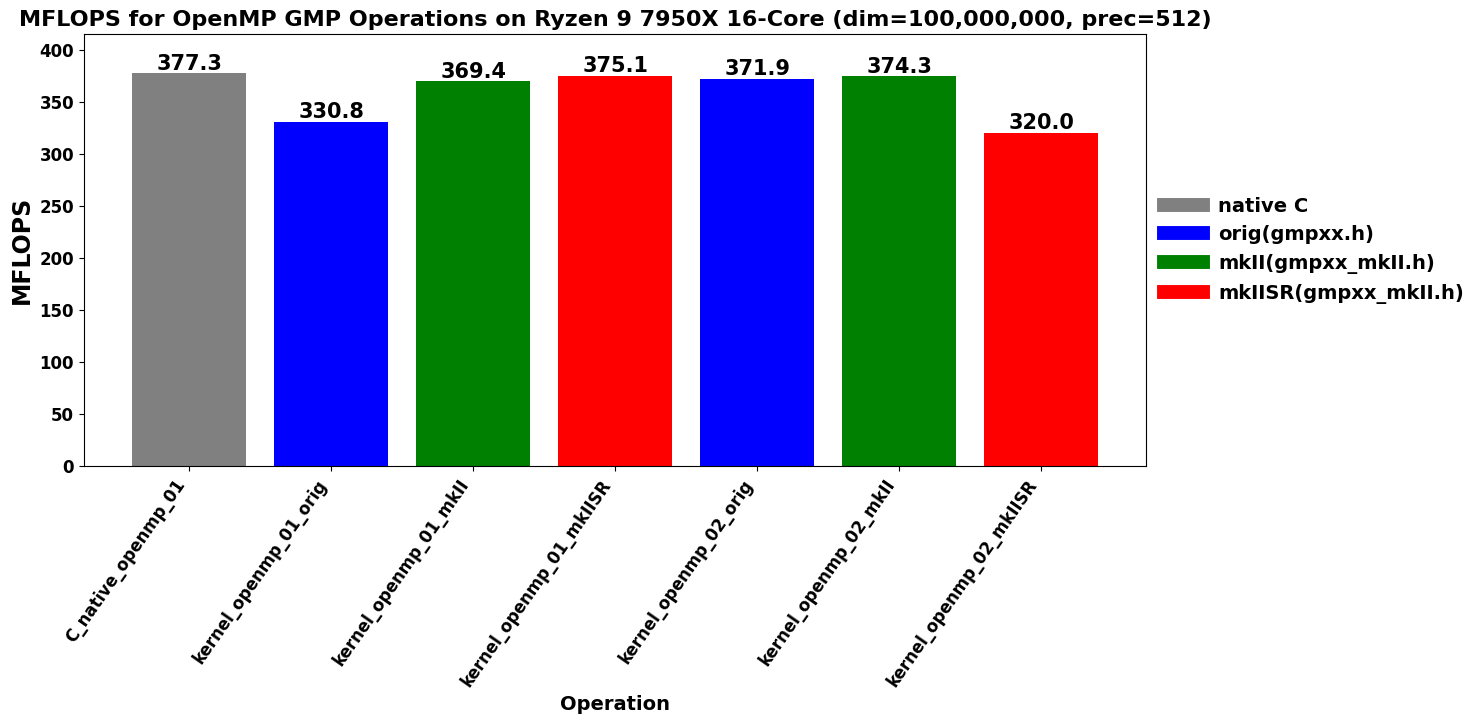 MFLOPS for OpenMP GMP Operations on Ryzen 9 7950X 16-Core (dim=100,000,000, prec=512)
MFLOPS
400
350
300
250
200
150
100
50
0
377.3
330.8
369.4
375.1
371.9
374.3
320.0
C_native_openmp_01
kernel_openmp_01_orig
kernel_openmp_01_mkII
kernel_openmp_01_mkIISR
kernel_openmp_02_orig
kernel_openmp_02_mkII
kernel_openmp_02_mkIISR
Operation
native C
orig(gmpxx.h)
mkII(gmpxx_mkII.h)
mkIISR(gmpxx_mkII.h)